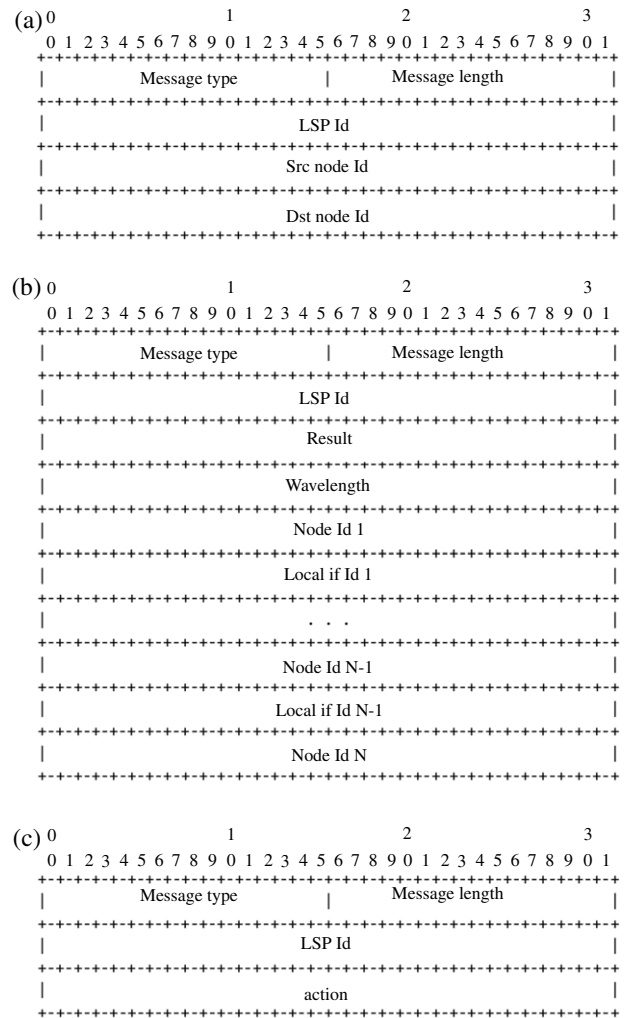 (a) 0 1 2 3
0 1 2 3 4 5 6 7 8 9 0 1 2 3 4 5 6 7 8 9 0 1 2 3 4 5 6 7 8 9 0 1
+-+-+-+-+-+-+-+-+-+-+-+-+-+-+-+-+-+-+-+-+-+-+-+-+-+-+-+-+-+-+-+-+
| Message type | Message length |
+-+-+-+-+-+-+-+-+-+-+-+-+-+-+-+-+-+-+-+-+-+-+-+-+-+-+-+-+-+-+-+-+
| LSP Id |
+-+-+-+-+-+-+-+-+-+-+-+-+-+-+-+-+-+-+-+-+-+-+-+-+-+-+-+-+-+-+-+-+
| Src node Id |
+-+-+-+-+-+-+-+-+-+-+-+-+-+-+-+-+-+-+-+-+-+-+-+-+-+-+-+-+-+-+-+-+
| Dst node Id |
+-+-+-+-+-+-+-+-+-+-+-+-+-+-+-+-+-+-+-+-+-+-+-+-+-+-+-+-+-+-+-+-+
(b) 0 1 2 3
0 1 2 3 4 5 6 7 8 9 0 1 2 3 4 5 6 7 8 9 0 1 2 3 4 5 6 7 8 9 0 1
+-+-+-+-+-+-+-+-+-+-+-+-+-+-+-+-+-+-+-+-+-+-+-+-+-+-+-+-+-+-+-+-+
| Message type | Message length |
+-+-+-+-+-+-+-+-+-+-+-+-+-+-+-+-+-+-+-+-+-+-+-+-+-+-+-+-+-+-+-+-+
| LSP Id |
+-+-+-+-+-+-+-+-+-+-+-+-+-+-+-+-+-+-+-+-+-+-+-+-+-+-+-+-+-+-+-+-+
| Result |
+-+-+-+-+-+-+-+-+-+-+-+-+-+-+-+-+-+-+-+-+-+-+-+-+-+-+-+-+-+-+-+-+
| Wavelength |
+-+-+-+-+-+-+-+-+-+-+-+-+-+-+-+-+-+-+-+-+-+-+-+-+-+-+-+-+-+-+-+-+
| Node Id 1 |
+-+-+-+-+-+-+-+-+-+-+-+-+-+-+-+-+-+-+-+-+-+-+-+-+-+-+-+-+-+-+-+-+
| Local if Id 1 |
+-+-+-+-+-+-+-+-+-+-+-+-+-+-+-+-+-+-+-+-+-+-+-+-+-+-+-+-+-+-+-+-+
| . . . |
+-+-+-+-+-+-+-+-+-+-+-+-+-+-+-+-+-+-+-+-+-+-+-+-+-+-+-+-+-+-+-+-+
| Node Id N-1 |
+-+-+-+-+-+-+-+-+-+-+-+-+-+-+-+-+-+-+-+-+-+-+-+-+-+-+-+-+-+-+-+-+
| Local if Id N-1 |
+-+-+-+-+-+-+-+-+-+-+-+-+-+-+-+-+-+-+-+-+-+-+-+-+-+-+-+-+-+-+-+-+
| Node Id N |
+-+-+-+-+-+-+-+-+-+-+-+-+-+-+-+-+-+-+-+-+-+-+-+-+-+-+-+-+-+-+-+-+
(c) 0 1 2 3
0 1 2 3 4 5 6 7 8 9 0 1 2 3 4 5 6 7 8 9 0 1 2 3 4 5 6 7 8 9 0 1
+-+-+-+-+-+-+-+-+-+-+-+-+-+-+-+-+-+-+-+-+-+-+-+-+-+-+-+-+-+-+-+-+
| Message type | Message length |
+-+-+-+-+-+-+-+-+-+-+-+-+-+-+-+-+-+-+-+-+-+-+-+-+-+-+-+-+-+-+-+-+
| LSP Id |
+-+-+-+-+-+-+-+-+-+-+-+-+-+-+-+-+-+-+-+-+-+-+-+-+-+-+-+-+-+-+-+-+
| action |
+-+-+-+-+-+-+-+-+-+-+-+-+-+-+-+-+-+-+-+-+-+-+-+-+-+-+-+-+-+-+-+-+